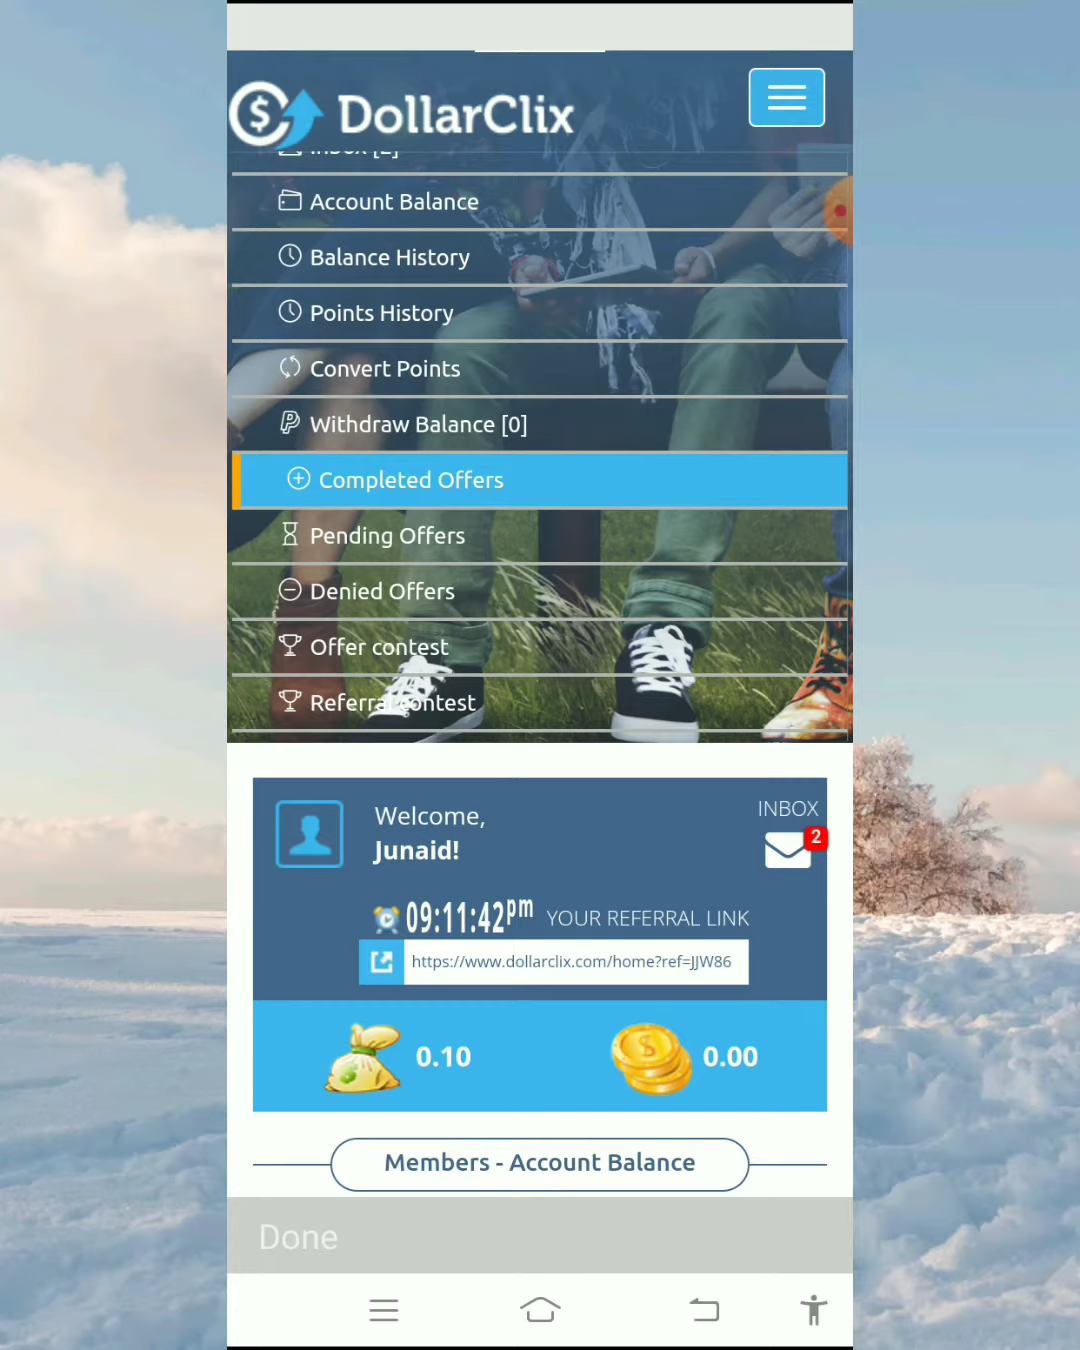 DollarClix
Inbox [2]
Account Balance
Balance History
Points History
Convert Points
Withdraw Balance [0]
Completed Offers
Pending Offers
Denied Offers
Offer contest
Referral contest
Welcome,
Junaid!
INBOX
2
09:11:42pm
YOUR REFERRAL LINK
https://www.dollarclix.com/home?ref=JJW86
0.10
0.00
Members - Account Balance
Done